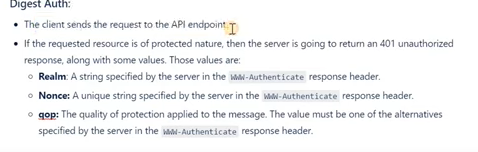 Digest Auth:
• The client sends the request to the API endpoint.
• If the requested resource is of protected nature, then the server is going to return an 401 unauthorized
response, along with some values. Those values are:
○ Realm: A string specified by the server in the WWW-Authenticate response header.
○ Nonce: A unique string specified by the server in the WWW-Authenticate response header.
○ qop: The quality of protection applied to the message. The value must be one of the alternatives
specified by the server in the WWW-Authenticate response header.